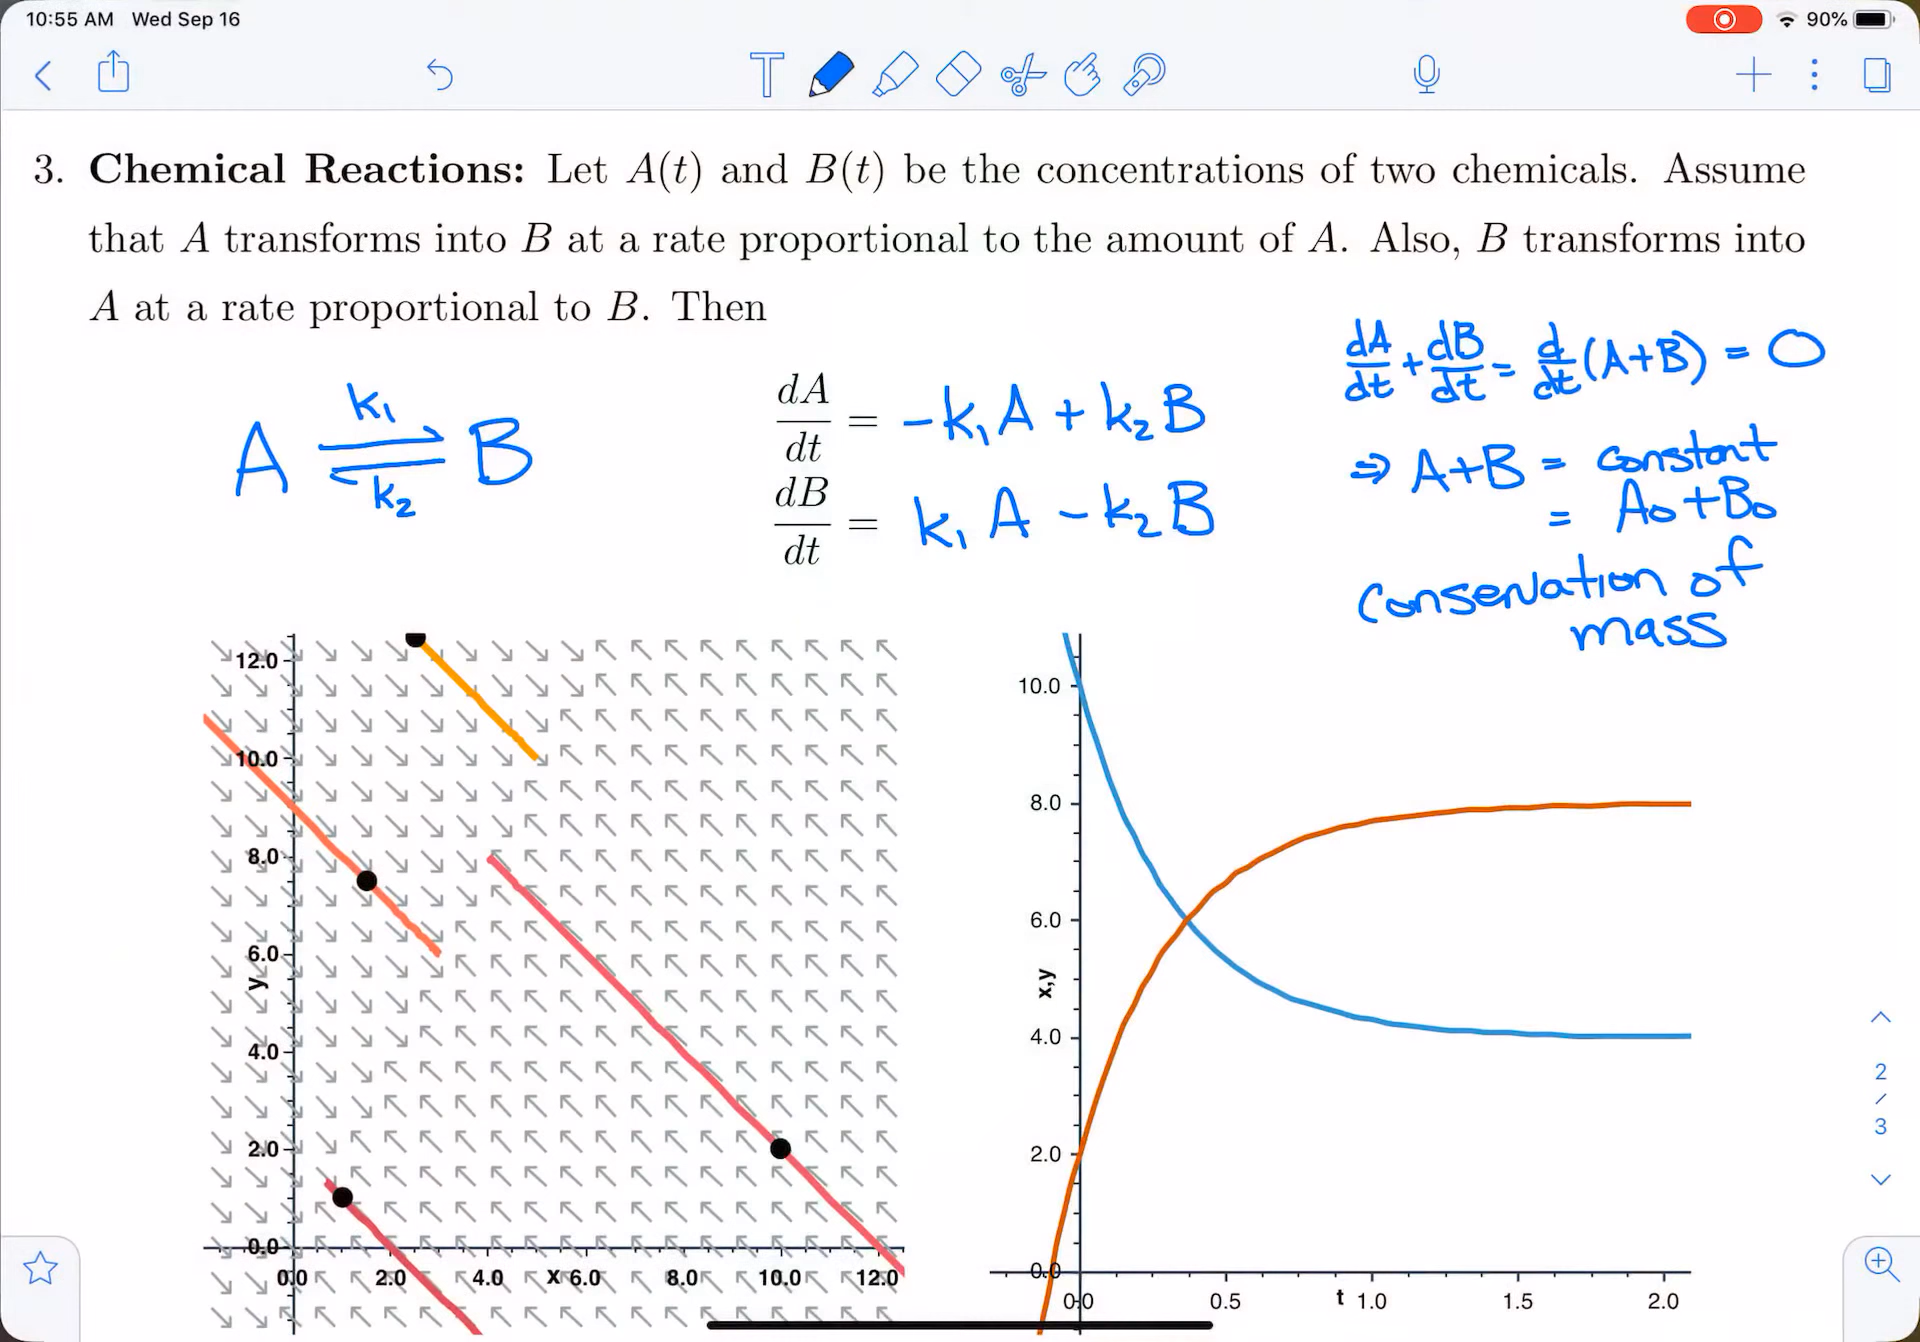 10:55 AM Wed Sep 16
90%
3. Chemical Reactions: Let A(t) and B(t) be the concentrations of two chemicals. Assume
that A transforms into B at a rate proportional to the amount of A. Also, B transforms into
A at a rate proportional to B. Then
A k₁ ⇌ k₂ B
dA/dt = -k₁A + k₂B
dB/dt = k₁A - k₂B
dA/dt + dB/dt = d/dt (A+B) = 0
⇒ A+B = constant
= A₀+B₀
Conservation of
mass
12.0
10.0
8.0
6.0
y
4.0
2.0
0.0
0.0 2.0 4.0 x 6.0 8.0 10.0 12.0
10.0
8.0
6.0
x,y
4.0
2.0
0.0
0.0 0.5 t 1.0 1.5 2.0
2
/
3